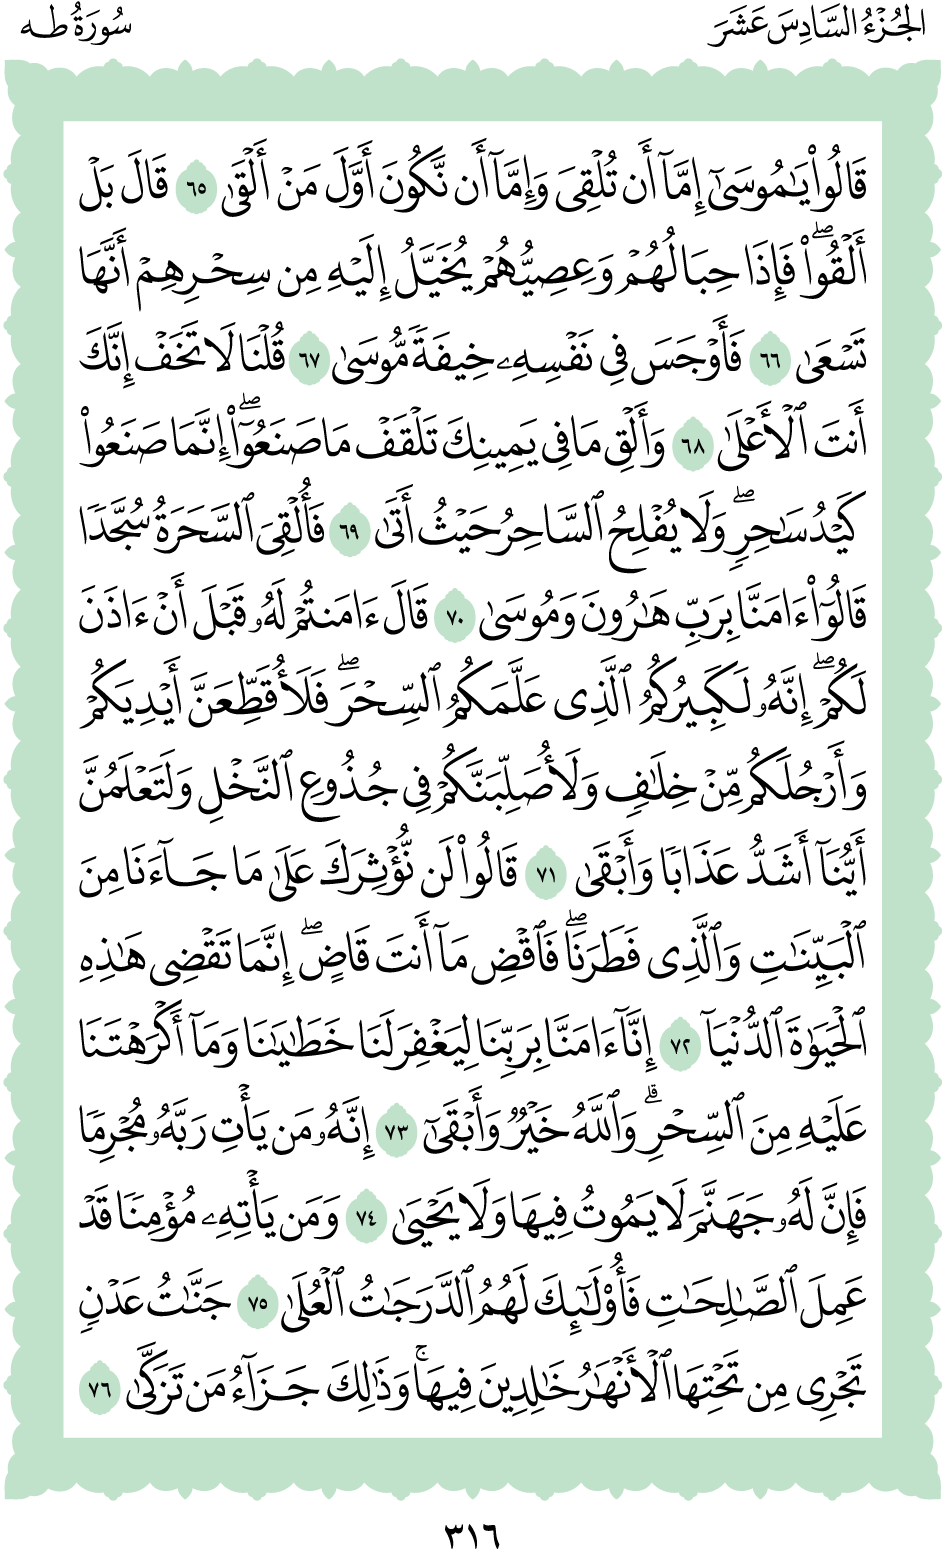 الجُزْءُ السَّادِسَ عَشَرَ
سُورَةُ طه
قَالُوا۟ يَـٰمُوسَىٰٓ إِمَّآ أَن تُلْقِىَ وَإِمَّآ أَن نَّكُونَ أَوَّلَ مَنْ أَلْقَىٰ ٦٥ قَالَ بَلْ
أَلْقُوا۟ۖ فَإِذَا حِبَالُهُمْ وَعِصِيُّهُمْ يُخَيَّلُ إِلَيْهِ مِن سِحْرِهِمْ أَنَّهَا
تَسْعَىٰ ٦٦ فَأَوْجَسَ فِى نَفْسِهِۦ خِيفَةً مُّوسَىٰ ٦٧ قُلْنَا لَا تَخَفْ إِنَّكَ
أَنتَ ٱلْأَعْلَىٰ ٦٨ وَأَلْقِ مَا فِى يَمِينِكَ تَلْقَفْ مَا صَنَعُوٓا۟ۖ إِنَّمَا صَنَعُوا۟
كَيْدُ سَـٰحِرٍۖ وَلَا يُفْلِحُ ٱلسَّاحِرُ حَيْثُ أَتَىٰ ٦٩ فَأُلْقِىَ ٱلسَّحَرَةُ سُجَّدًا
قَالُوٓا۟ ءَامَنَّا بِرَبِّ هَـٰرُونَ وَمُوسَىٰ ٧٠ قَالَ ءَامَنتُمْ لَهُۥ قَبْلَ أَنْ ءَاذَنَ
لَكُمْۖ إِنَّهُۥ لَكَبِيرُكُمُ ٱلَّذِى عَلَّمَكُمُ ٱلسِّحْرَۖ فَلَأُقَطِّعَنَّ أَيْدِيَكُمْ
وَأَرْجُلَكُم مِّنْ خِلَـٰفٍ وَلَأُصَلِّبَنَّكُمْ فِى جُذُوعِ ٱلنَّخْلِ وَلَتَعْلَمُنَّ
أَيُّنَآ أَشَدُّ عَذَابًا وَأَبْقَىٰ ٧١ قَالُوا۟ لَن نُّؤْثِرَكَ عَلَىٰ مَا جَآءَنَا مِنَ
ٱلْبَيِّنَـٰتِ وَٱلَّذِى فَطَرَنَاۖ فَٱقْضِ مَآ أَنتَ قَاضٍۖ إِنَّمَا تَقْضِى هَـٰذِهِ
ٱلْحَيَوٰةَ ٱلدُّنْيَآ ٧٢ إِنَّآ ءَامَنَّا بِرَبِّنَا لِيَغْفِرَ لَنَا خَطَـٰيَـٰنَا وَمَآ أَكْرَهْتَنَا
عَلَيْهِ مِنَ ٱلسِّحْرِۗ وَٱللَّهُ خَيْرٌ وَأَبْقَىٰٓ ٧٣ إِنَّهُۥ مَن يَأْتِ رَبَّهُۥ مُجْرِمًا
فَإِنَّ لَهُۥ جَهَنَّمَ لَا يَمُوتُ فِيهَا وَلَا يَحْيَىٰ ٧٤ وَمَن يَأْتِهِۦ مُؤْمِنًا قَدْ
عَمِلَ ٱلصَّـٰلِحَـٰتِ فَأُو۟لَـٰٓئِكَ لَهُمُ ٱلدَّرَجَـٰتُ ٱلْعُلَىٰ ٧٥ جَنَّـٰتُ عَدْنٍ
تَجْرِى مِن تَحْتِهَا ٱلْأَنْهَـٰرُ خَـٰلِدِينَ فِيهَاۚ وَذَٰلِكَ جَزَآءُ مَن تَزَكَّىٰ ٧٦
٣١٦